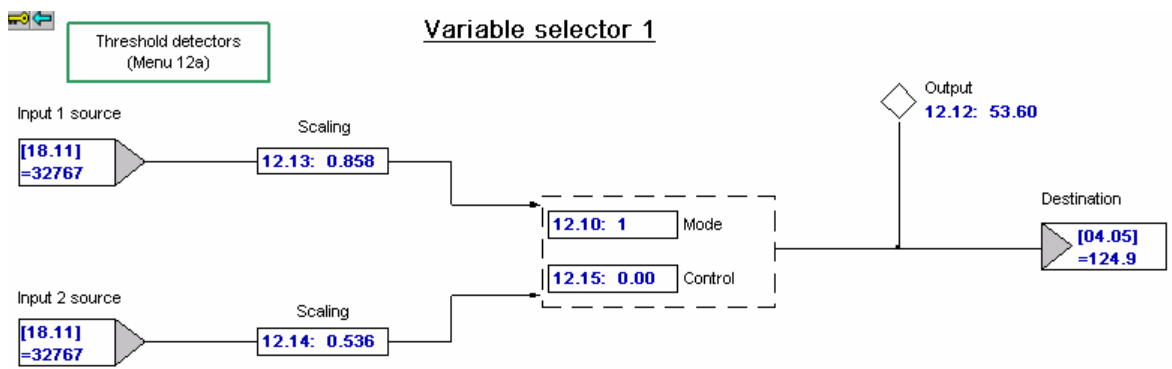 Variable selector 1
Threshold detectors
(Menu 12a)
Output
12.12: 53.60
Input 1 source
Scaling
[18.11]
=32767
12.13: 0.858
Destination
12.10: 1
Mode
[04.05]
=124.9
12.15: 0.00
Control
Input 2 source
Scaling
[18.11]
=32767
12.14: 0.536